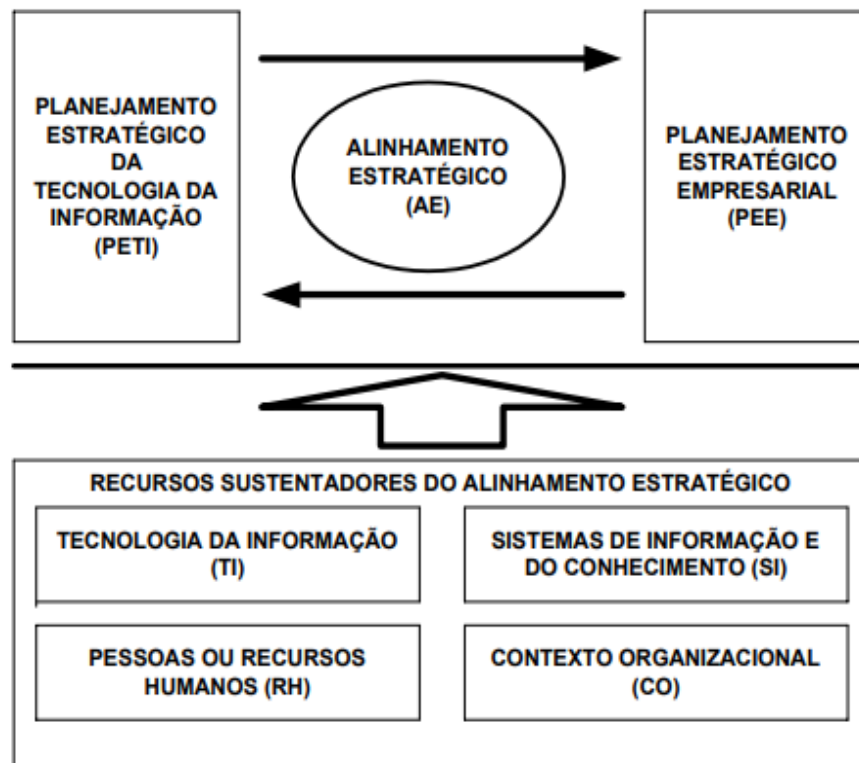 PLANEJAMENTO
ESTRATÉGICO
DA
TECNOLOGIA DA
INFORMAÇÃO
(PETI)
ALINHAMENTO
ESTRATÉGICO
(AE)
PLANEJAMENTO
ESTRATÉGICO
EMPRESARIAL
(PEE)
RECURSOS SUSTENTADORES DO ALINHAMENTO ESTRATÉGICO
TECNOLOGIA DA INFORMAÇÃO
(TI)
SISTEMAS DE INFORMAÇÃO E
DO CONHECIMENTO (SI)
PESSOAS OU RECURSOS
HUMANOS (RH)
CONTEXTO ORGANIZACIONAL
(CO)